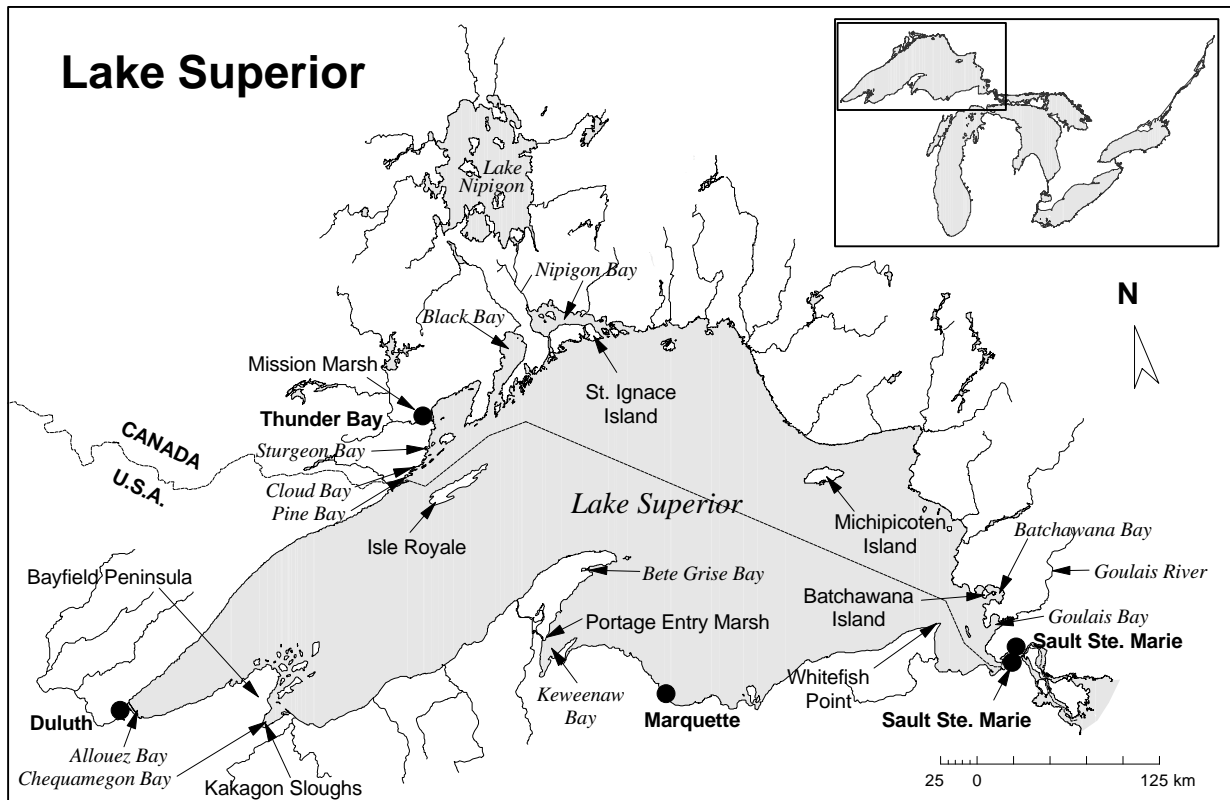 Lake Superior
Lake
Nipigon
Nipigon Bay
Black Bay
N
Mission Marsh
St. Ignace
Island
Thunder Bay
CANADA
Sturgeon Bay
U.S.A.
Cloud Bay
Pine Bay
Lake Superior
Michipicoten
Island
Batchawana Bay
Isle Royale
Bayfield Peninsula
Bete Grise Bay
Goulais River
Batchawana
Island
Portage Entry Marsh
Goulais Bay
Sault Ste. Marie
Whitefish
Point
Keweenaw
Bay
Duluth
Marquette
Sault Ste. Marie
Allouez Bay
Chequamegon Bay
Kakagon Sloughs
25 0 125 km